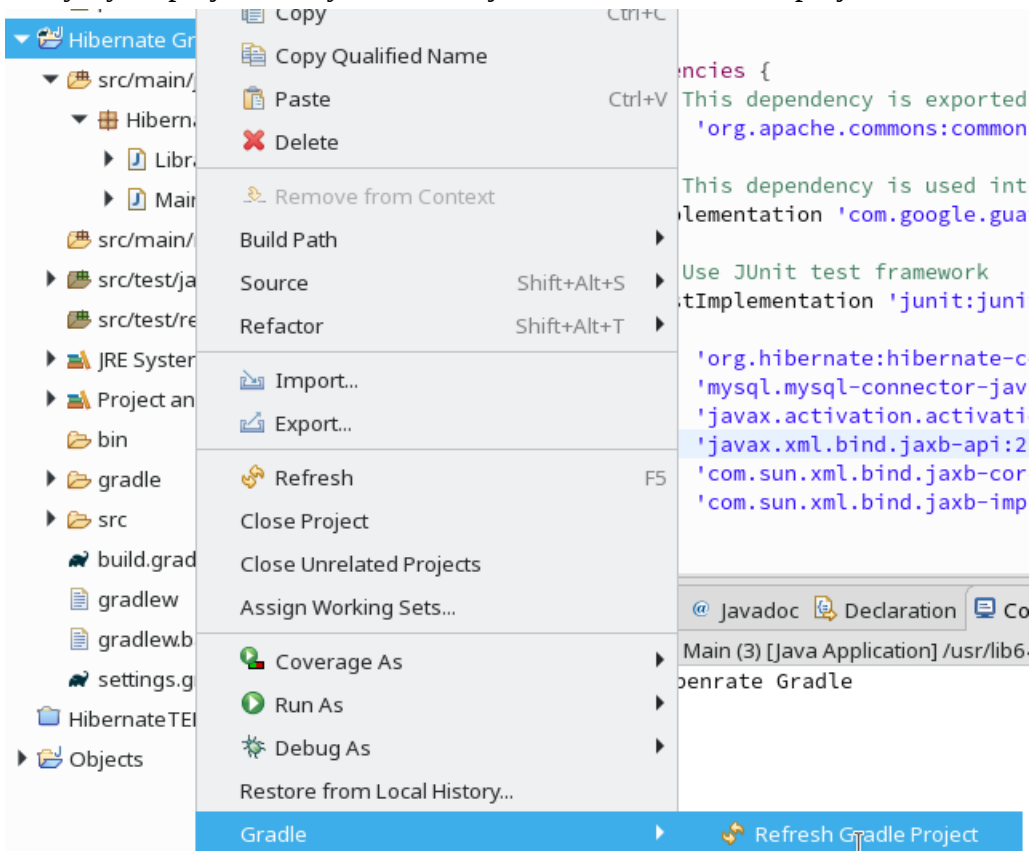 Copy Ctrl+C
Hibernate Gr
Copy Qualified Name
encies {
src/main/j
Paste Ctrl+V
This dependency is exported
Hiberna
'org.apache.commons:common
Delete
Libra
This dependency is used int
Main
Remove from Context
plementation 'com.google.gua
src/main/
Build Path
src/test/ja
Source Shift+Alt+S
Use JUnit test framework
stImplementation 'junit:juni
src/test/re
Refactor Shift+Alt+T
JRE System
'org.hibernate:hibernate-c
Import...
'mysql.mysql-connector-jav
Project an
'javax.activation.activati
Export...
bin
'javax.xml.bind.jaxb-api:2
gradle
Refresh F5
'com.sun.xml.bind.jaxb-cor
'com.sun.xml.bind.jaxb-imp
src
Close Project
build.grad
Close Unrelated Projects
gradlew
Assign Working Sets...
@ Javadoc Declaration Co
gradlew.b
Main (3) [Java Application] /usr/lib64
Coverage As
settings.g
benrate Gradle
Run As
HibernateTE
Debug As
Objects
Restore from Local History...
Gradle
Refresh Gradle Project